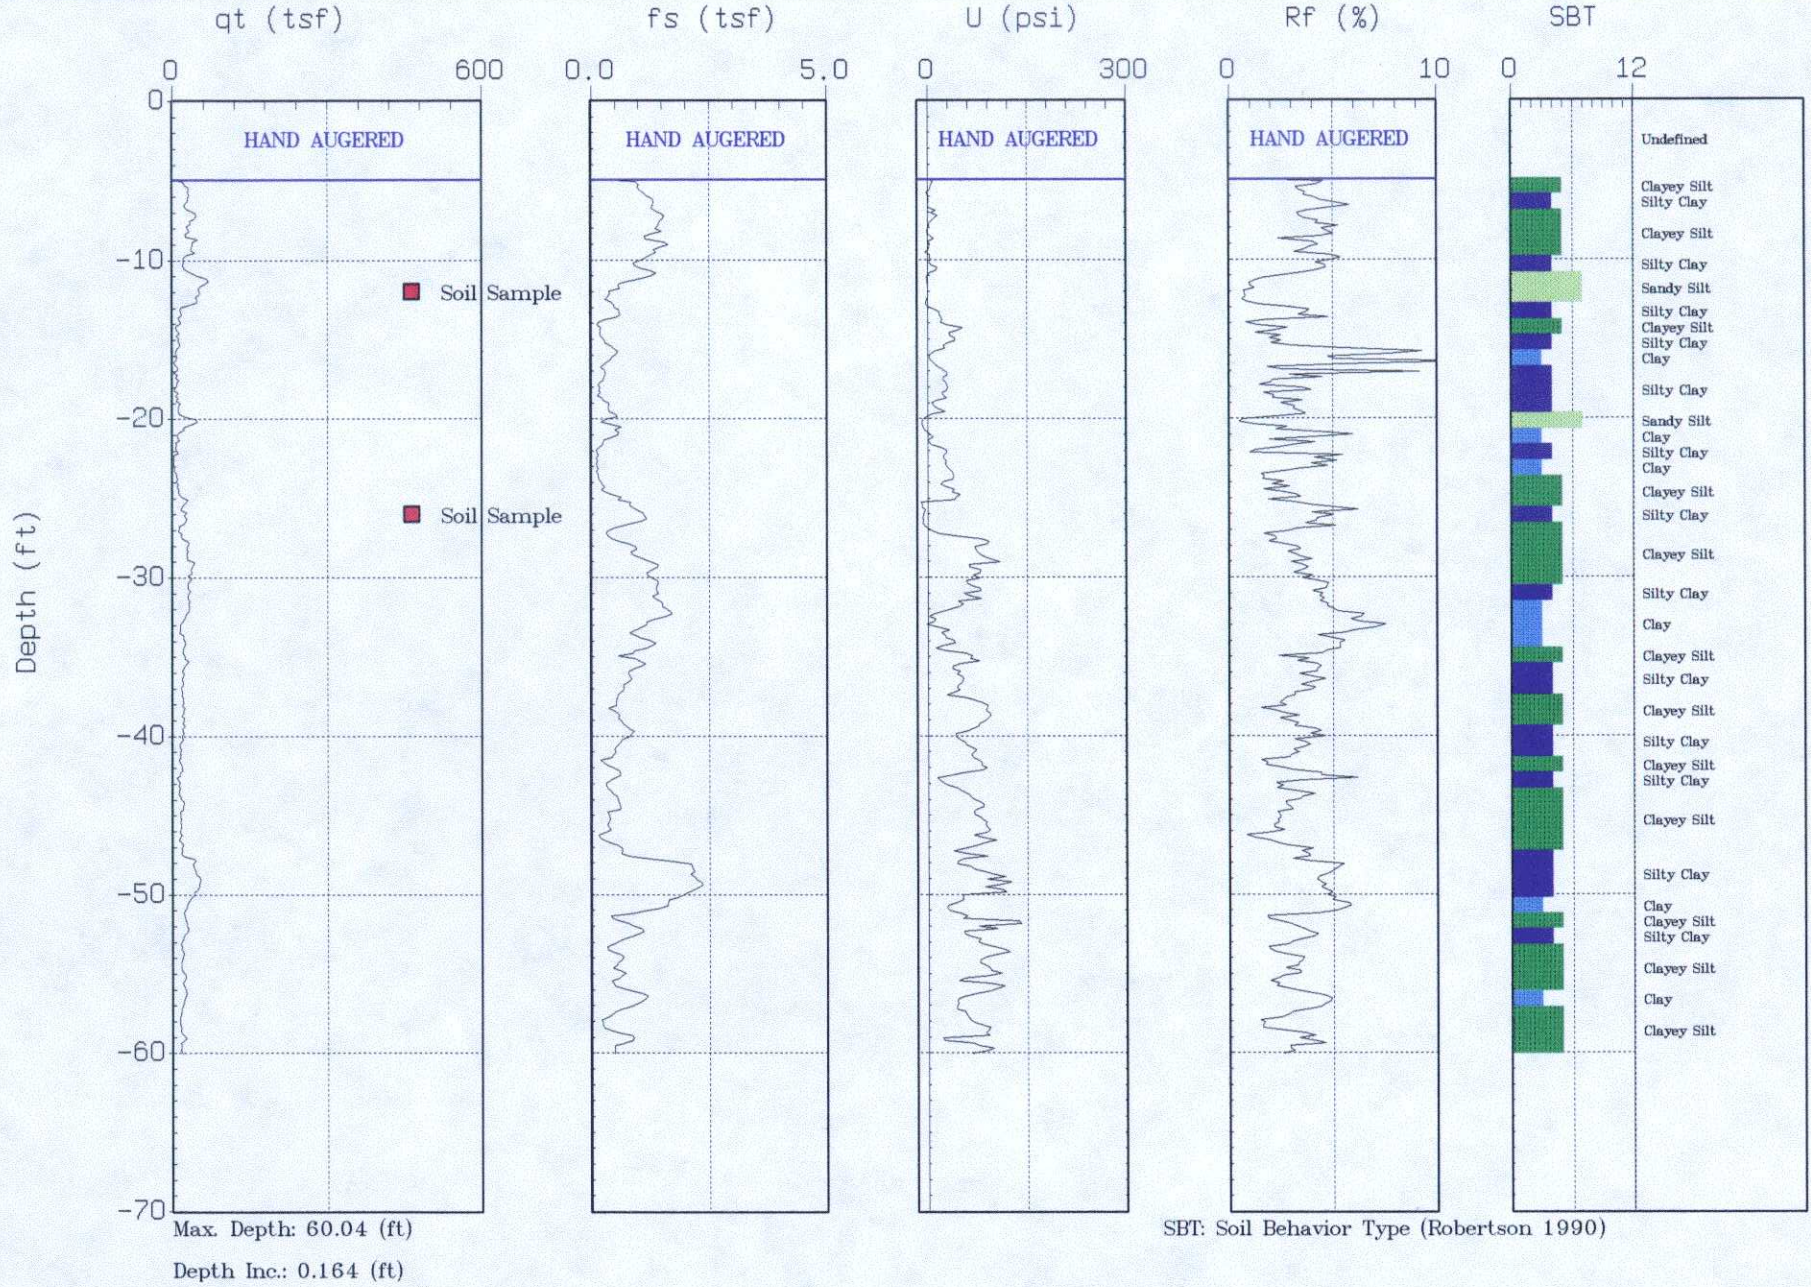 qt (tsf)
fs (tsf)
U (psi)
Rf (%)
SBT
0 600
0.0 5.0
0 300
0 10
0 12
0
-10
-20
-30
-40
-50
-60
-70
Depth (ft)
HAND AUGERED
HAND AUGERED
HAND AUGERED
HAND AUGERED
Soil Sample
Soil Sample
Undefined
Clayey Silt
Silty Clay
Clayey Silt
Silty Clay
Sandy Silt
Silty Clay
Clayey Silt
Silty Clay
Clay
Silty Clay
Sandy Silt
Clay
Silty Clay
Clay
Clayey Silt
Silty Clay
Clayey Silt
Silty Clay
Clay
Clayey Silt
Silty Clay
Clayey Silt
Silty Clay
Clayey Silt
Silty Clay
Clayey Silt
Silty Clay
Clay
Clayey Silt
Silty Clay
Clayey Silt
Clay
Clayey Silt
Max. Depth: 60.04 (ft)
Depth Inc.: 0.164 (ft)
SBT: Soil Behavior Type (Robertson 1990)